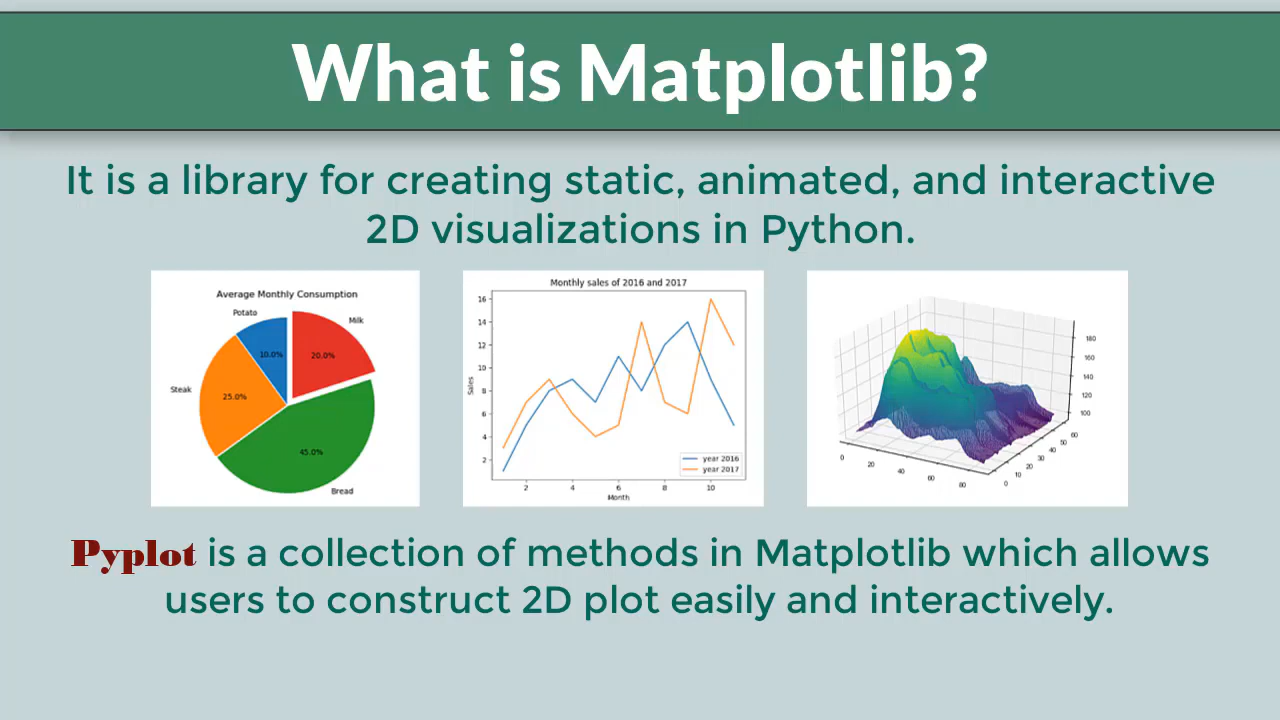 What is Matplotlib?
It is a library for creating static, animated, and interactive
2D visualizations in Python.
Average Monthly Consumption
Potato
Milk
10.0%
20.0%
Steak
25.0%
45.0%
Bread
Monthly sales of 2016 and 2017
16
14
12
10
8
6
4
2
Sales
year 2016
year 2017
2 4 6 8 10
Month
180
160
140
120
100
0 20 40 60 80
0 10 20 30 40 50 60
Pyplot is a collection of methods in Matplotlib which allows
users to construct 2D plot easily and interactively.